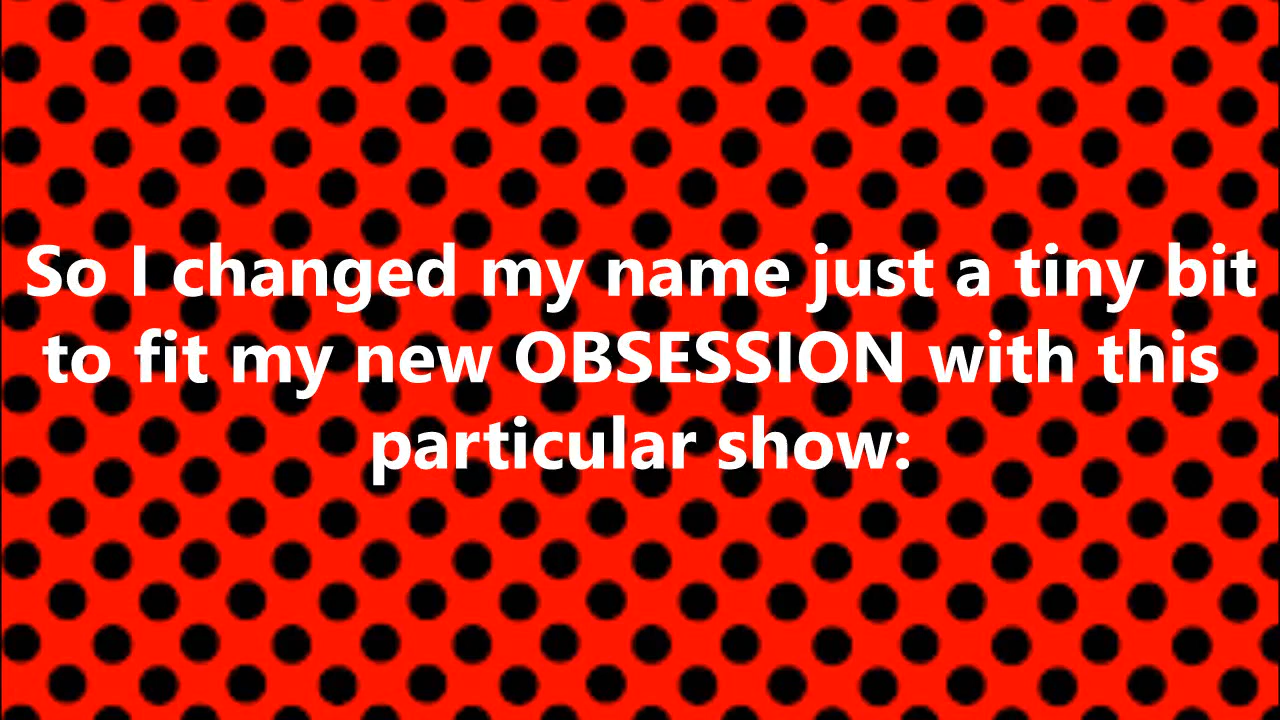 So I changed my name just a tiny bit
to fit my new OBSESSION with this
particular show: